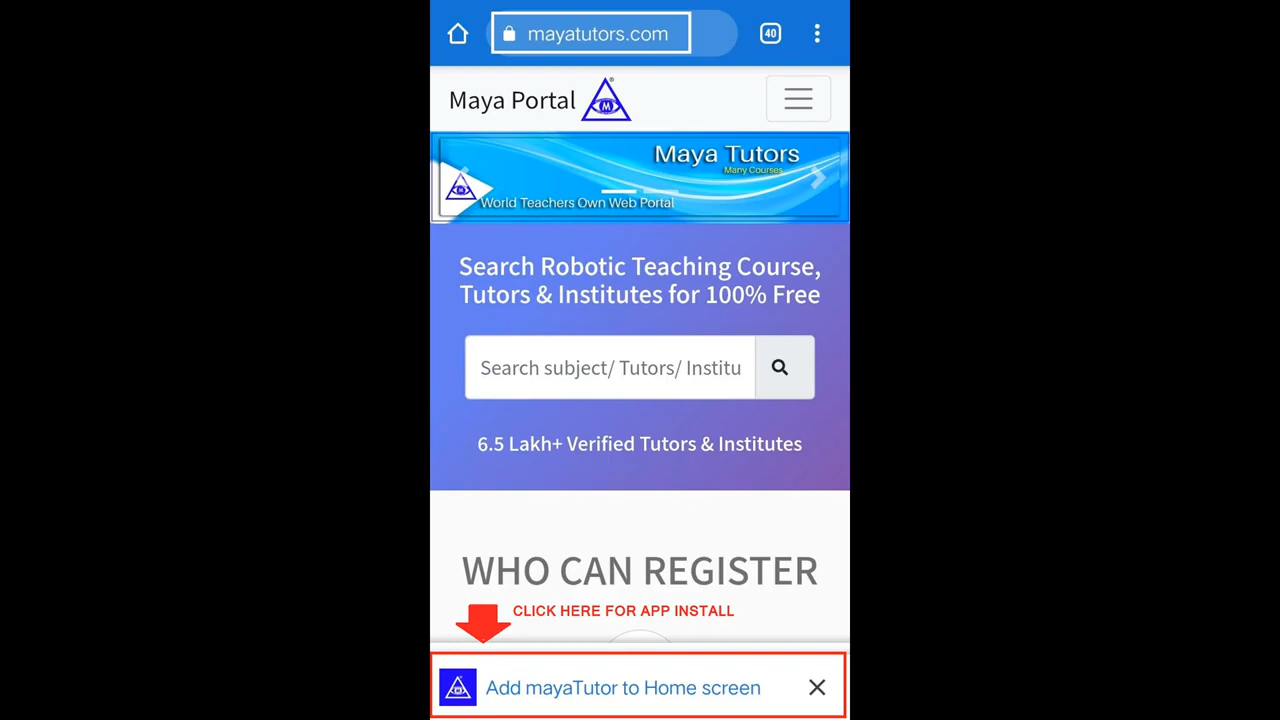 mayatutors.com
40
Maya Portal
M
Maya Tutors
Many Courses
World Teachers Own Web Portal
Search Robotic Teaching Course,
Tutors & Institutes for 100% Free
Search subject/ Tutors/ Institu
6.5 Lakh+ Verified Tutors & Institutes
WHO CAN REGISTER
CLICK HERE FOR APP INSTALL
Add mayaTutor to Home screen